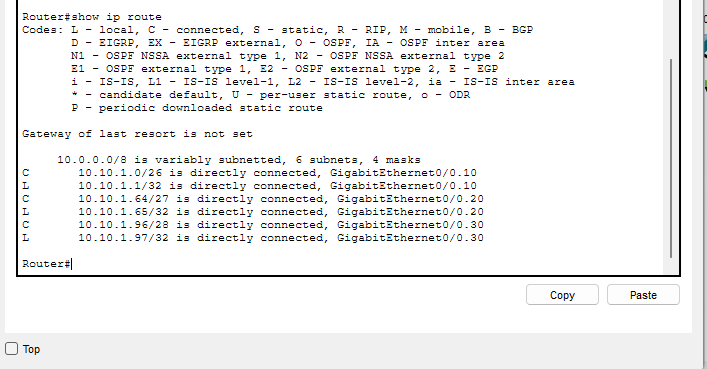 Router#show ip route
Codes: L - local, C - connected, S - static, R - RIP, M - mobile, B - BGP
       D - EIGRP, EX - EIGRP external, O - OSPF, IA - OSPF inter area
       N1 - OSPF NSSA external type 1, N2 - OSPF NSSA external type 2
       E1 - OSPF external type 1, E2 - OSPF external type 2, E - EGP
       i - IS-IS, L1 - IS-IS level-1, L2 - IS-IS level-2, ia - IS-IS inter area
       * - candidate default, U - per-user static route, o - ODR
       P - periodic downloaded static route

Gateway of last resort is not set

     10.0.0.0/8 is variably subnetted, 6 subnets, 4 masks
C       10.10.1.0/26 is directly connected, GigabitEthernet0/0.10
L       10.10.1.1/32 is directly connected, GigabitEthernet0/0.10
C       10.10.1.64/27 is directly connected, GigabitEthernet0/0.20
L       10.10.1.65/32 is directly connected, GigabitEthernet0/0.20
C       10.10.1.96/28 is directly connected, GigabitEthernet0/0.30
L       10.10.1.97/32 is directly connected, GigabitEthernet0/0.30

Router#
Copy Paste
Top